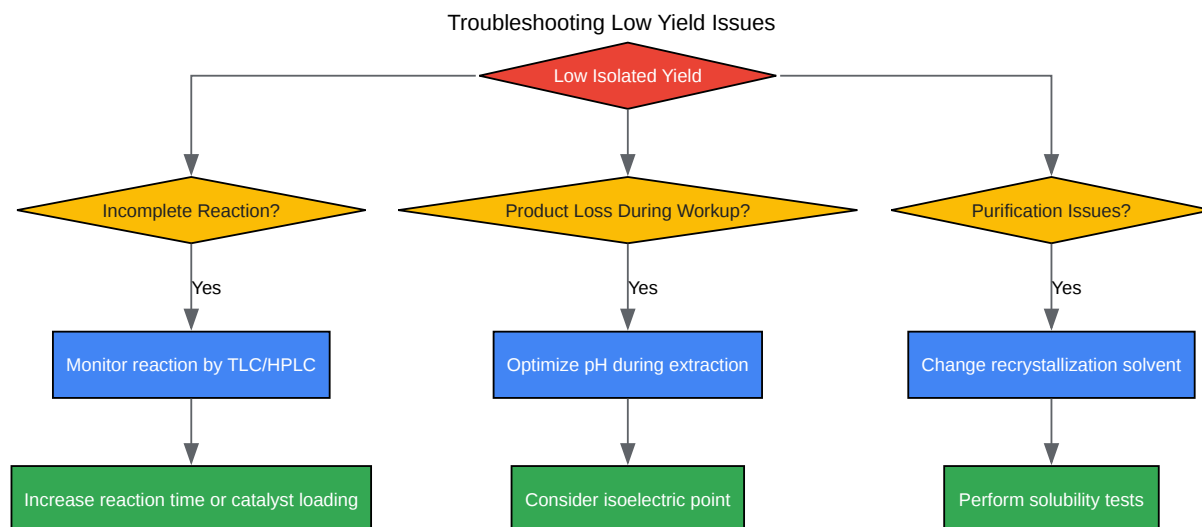 Troubleshooting Low Yield Issues
Low Isolated Yield
Incomplete Reaction?
Product Loss During Workup?
Purification Issues?
Yes
Yes
Yes
Monitor reaction by TLC/HPLC
Optimize pH during extraction
Change recrystallization solvent
Increase reaction time or catalyst loading
Consider isoelectric point
Perform solubility tests